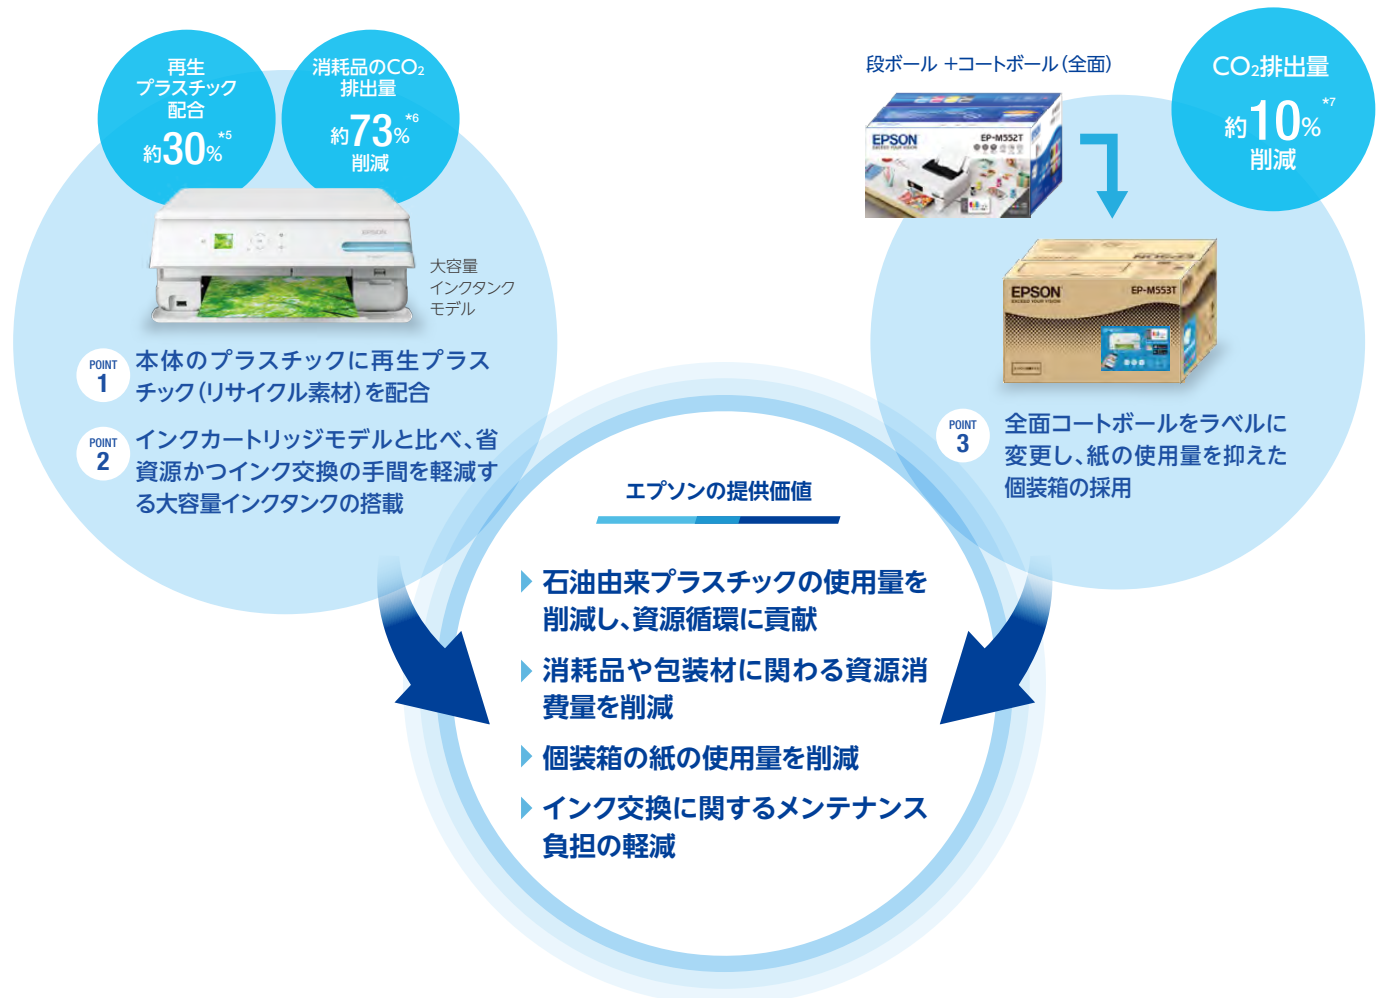 再生
プラスチック
配合
約30%*5
消耗品のCO2
排出量
約73%*6
削減
EPSON
大容量
インクタンク
モデル
POINT
1
本体のプラスチックに再生プラス
チック(リサイクル素材)を配合
POINT
2
インクカートリッジモデルと比べ、省
資源かつインク交換の手間を軽減す
る大容量インクタンクの搭載
段ボール +コートボール(全面)
EPSON
EXCEED YOUR VISION
EP-M552T
CO2排出量
約10%*7
削減
EPSON
EPSON
EXCEED YOUR VISION
EP-M553T
POINT
3
全面コートボールをラベルに
変更し、紙の使用量を抑えた
個装箱の採用
エプソンの提供価値
石油由来プラスチックの使用量を
削減し、資源循環に貢献
消耗品や包装材に関わる資源消
費量を削減
個装箱の紙の使用量を削減
インク交換に関するメンテナンス
負担の軽減